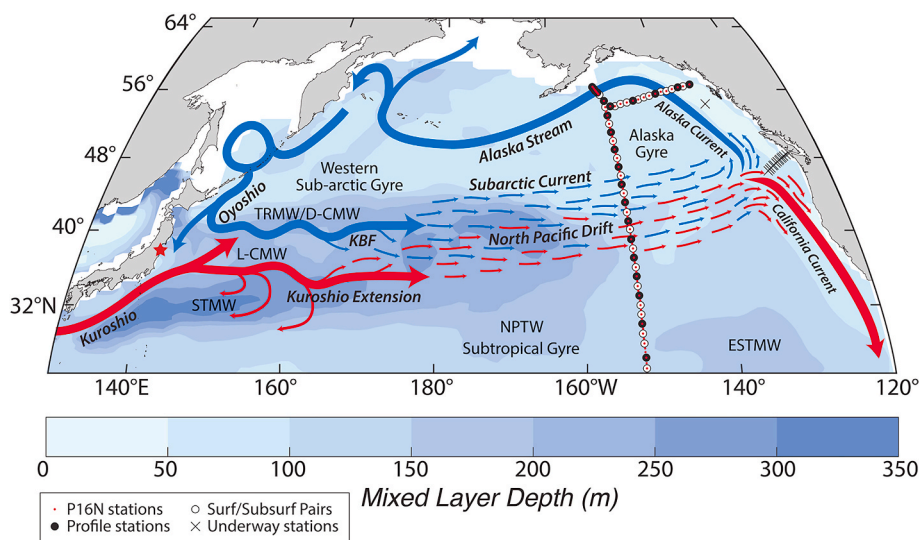 64°
56°
48°
40°
32°N
Alaska Stream
Alaska Current
Alaska
Gyre
Western
Sub-arctic Gyre
Subarctic Current
Oyoshio
TRMW/D-CMW
KBF
North Pacific Drift
L-CMW
California Current
STMW
Kuroshio Extension
Kuroshio
NPTW
Subtropical Gyre
ESTMW
140°E
160°
180°
160°W
140°
120°
0
50
100
150
200
250
300
350
Mixed Layer Depth (m)
P16N stations
Surf/Subsurf Pairs
Profile stations
Underway stations